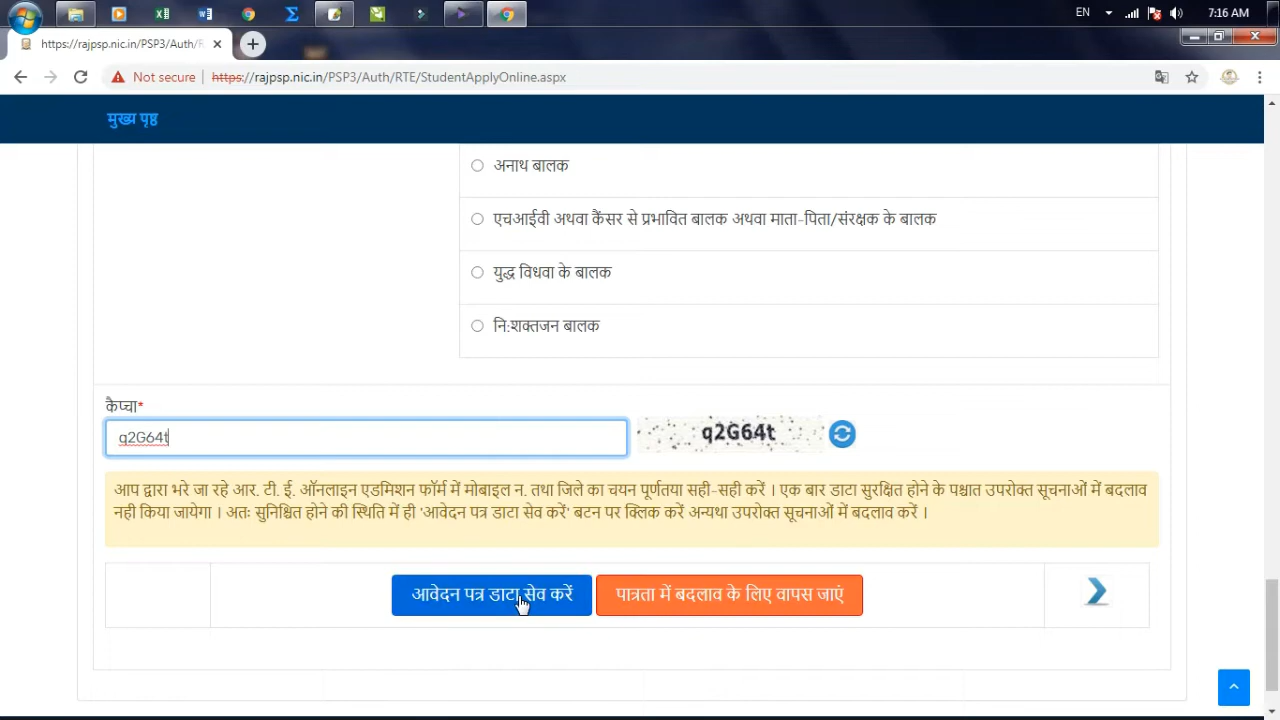 EN
7:16 AM
https://rajpsp.nic.in/PSP3/Auth/R
Not secure
https://rajpsp.nic.in/PSP3/Auth/RTE/StudentApplyOnline.aspx
मुख्य पृष्ठ
अनाथ बालक
एचआईवी अथवा कैंसर से प्रभावित बालक अथवा माता-पिता/संरक्षक के बालक
युद्ध विधवा के बालक
नि:शक्तजन बालक
कैप्चा*
q2G64t
q2G64t
आप द्वारा भरे जा रहे आर. टी. ई. ऑनलाइन एडमिशन फॉर्म में मोबाइल न. तथा जिले का चयन पूर्णतया सही-सही करें । एक बार डाटा सुरक्षित होने के पश्चात उपरोक्त सूचनाओं में बदलाव
नही किया जायेगा । अतः सुनिश्चित होने की स्थिति में ही 'आवेदन पत्र डाटा सेव करें' बटन पर क्लिक करें अन्यथा उपरोक्त सूचनाओं में बदलाव करें ।
आवेदन पत्र डाटा सेव करें
पात्रता में बदलाव के लिए वापस जाएं